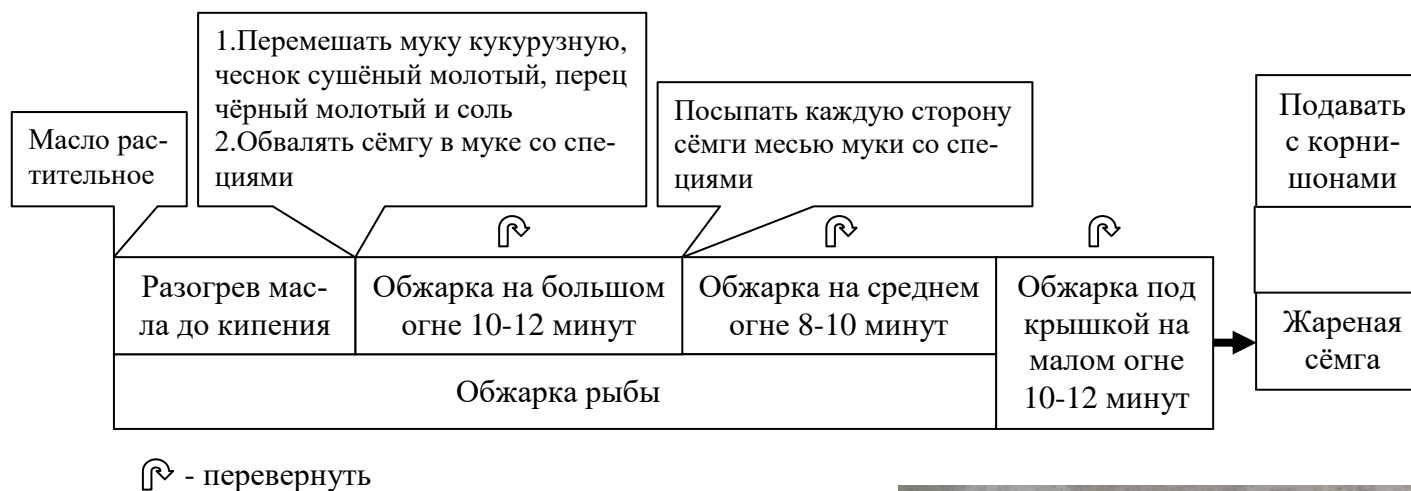 1.Перемешать муку кукурузную,
чеснок сушёный молотый, перец
чёрный молотый и соль
2.Обвалять сёмгу в муке со спе-
циями
Масло рас-
тительное
Посыпать каждую сторону
сёмги месью муки со спе-
циями
Подавать
с корни-
шонами
Разогрев мас-
ла до кипения
Обжарка на большом
огне 10-12 минут
Обжарка на среднем
огне 8-10 минут
Обжарка под
крышкой на
малом огне
10-12 минут
Жареная
сёмга
Обжарка рыбы
- перевернуть